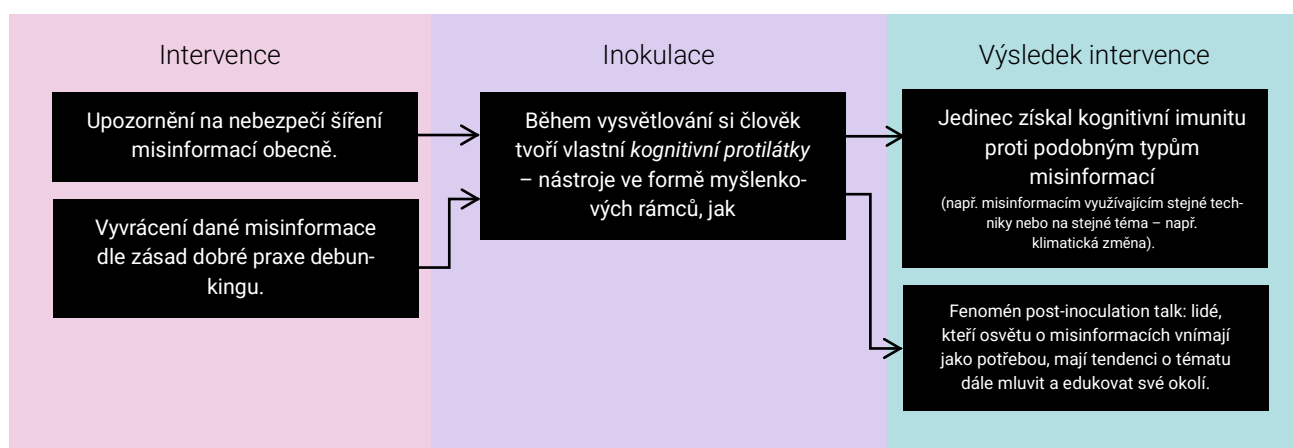 Intervence
Upozornění na nebezpečí šíření
misinformací obecně.
Vyvrácení dané misinformace
dle zásad dobré praxe debun-
kingu.
Inokulace
Během vysvětlování si člověk
tvoří vlastní kognitivní protilátky
– nástroje ve formě myšlenko-
vých rámců, jak
Výsledek intervence
Jedinec získal kognitivní imunitu
proti podobným typům
misinformací
(např. misinformacím využívajícím stejné tech-
niky nebo na stejné téma – např.
klimatická změna).
Fenomén post-inoculation talk: lidé,
kteří osvětu o misinformacích vnímají
jako potřebou, mají tendenci o tématu
dále mluvit a edukovat své okolí.